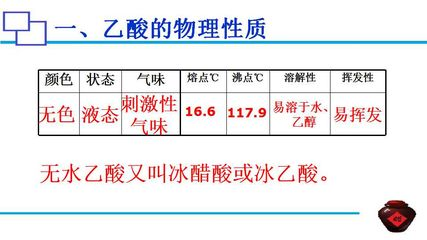 一、乙酸的物理性质
颜色 状态 气味 熔点℃ 沸点℃ 溶解性 挥发性
无色 液态 刺激性气味 16.6 117.9 易溶于水、乙醇 易挥发
无水乙酸又叫冰醋酸或冰乙酸。